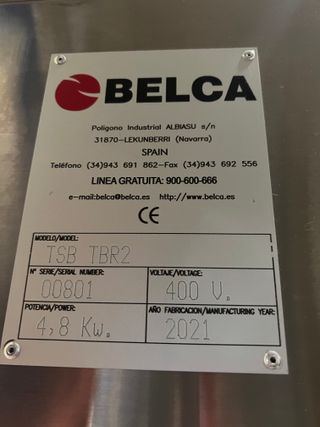 BELCA
Poligono Industrial ALBIASU s/n
31870-LEKUNBERRI (Navarra)
SPAIN
Teléfono (34)943 691 862-Fax (34)943 692 556
LINEA GRATUITA: 900-600-666
e-mail:belca@belca.es http://www.belca.es
CE
MODELO/MODEL:
TSB TBR2
Nº SERIE/SERIAL NUMBER:
00801
VOLTAJE/VOLTAGE:
400 V.
POTENCIA/POWER:
4,8 Kw.
AÑO FABRICACION/MANUFACTURING YEAR:
2021